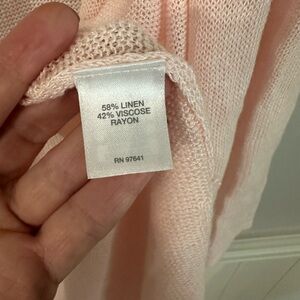 58% LINEN
42% VISCOSE
RAYON
RN 97641